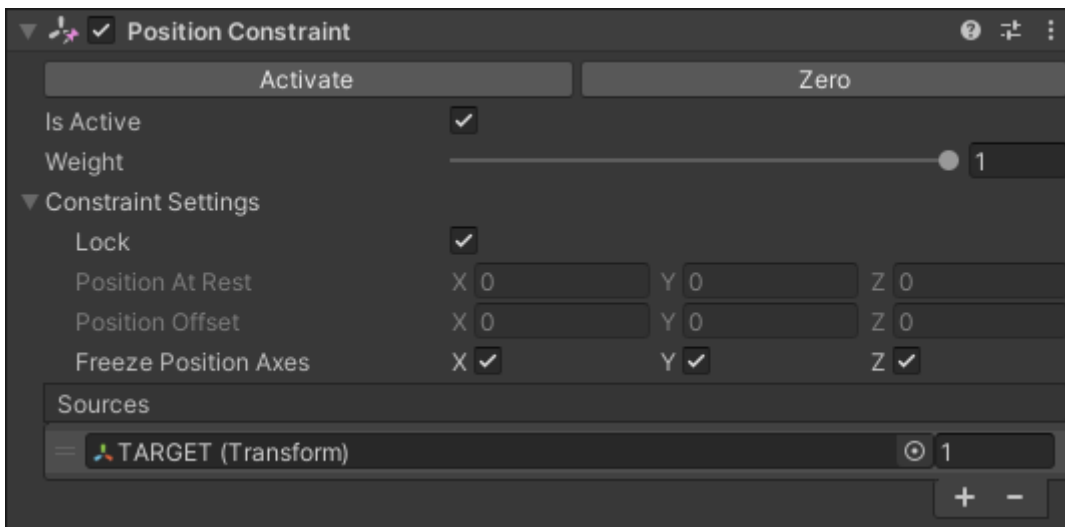 Position Constraint
Activate Zero
Is Active
Weight 1
Constraint Settings
Lock
Position At Rest X 0 Y 0 Z 0
Position Offset X 0 Y 0 Z 0
Freeze Position Axes X Y Z
Sources
TARGET (Transform) 1
+ −